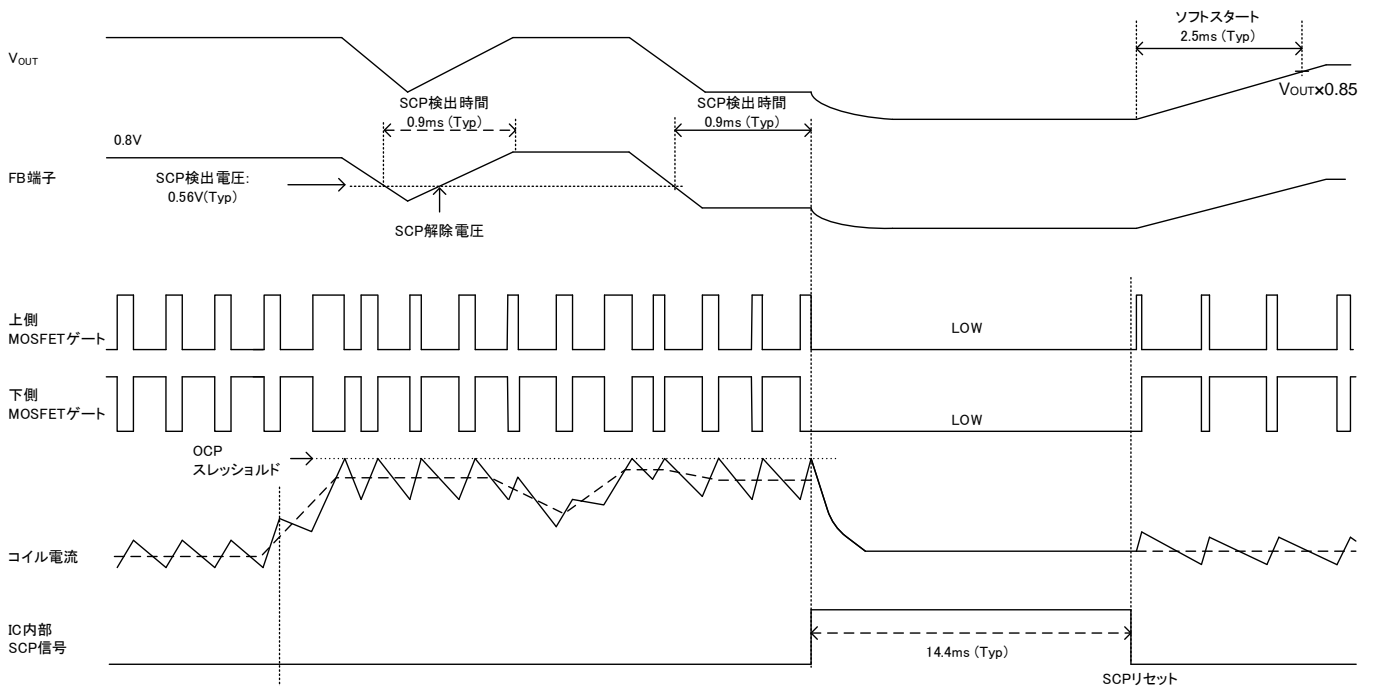 ソフトスタート
2.5ms (Typ)
VOUT
VOUT×0.85
SCP検出時間
0.9ms (Typ)
SCP検出時間
0.9ms (Typ)
0.8V
FB端子
SCP検出電圧:
0.56V(Typ)
SCP解除電圧
上側
MOSFETゲート
LOW
下側
MOSFETゲート
LOW
OCP
スレッショルド
コイル電流
IC内部
SCP信号
14.4ms (Typ)
SCPリセット